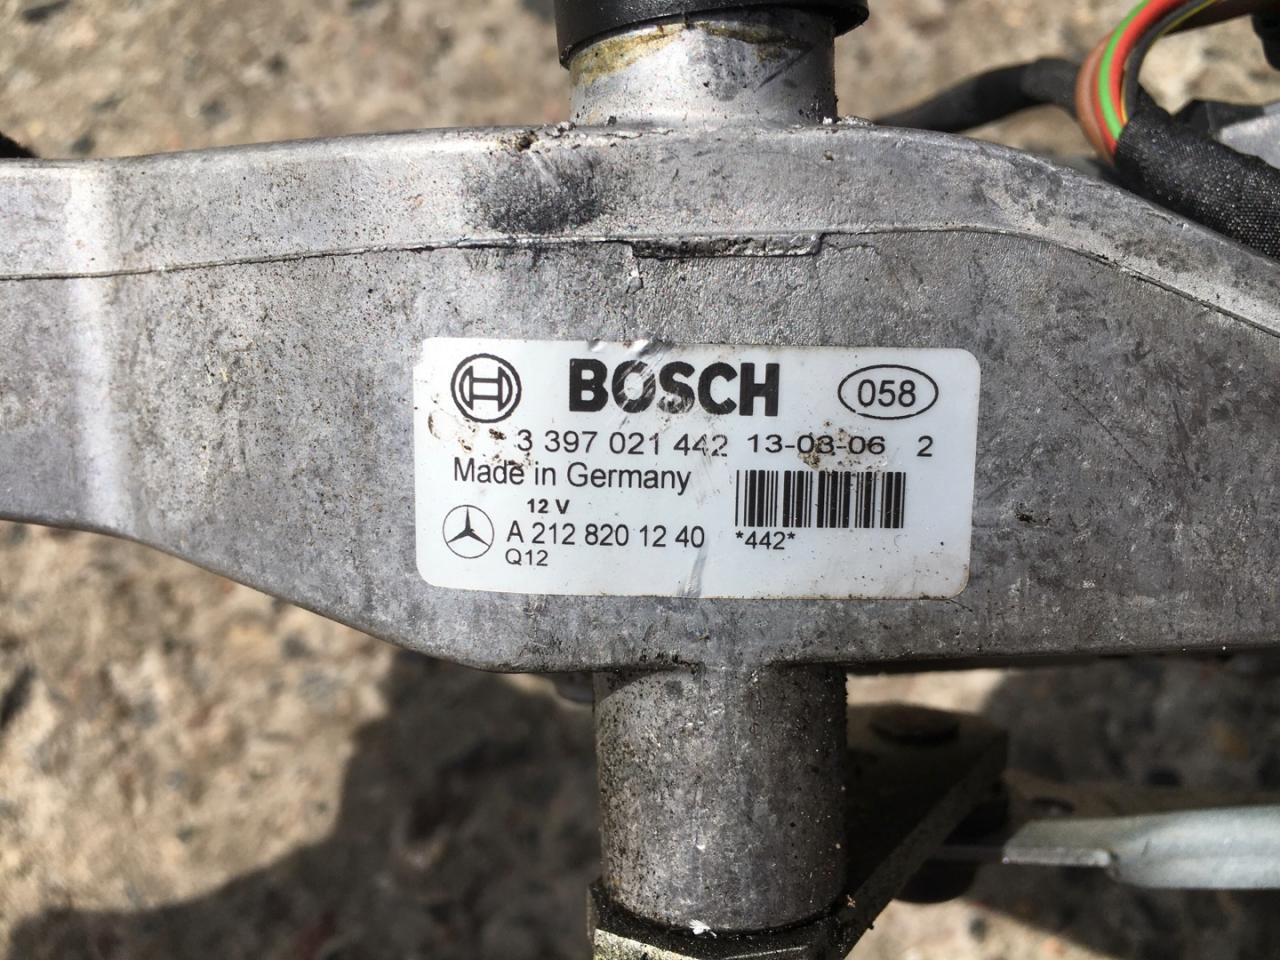 BOSCH 058
3 397 021 442 13-03-06 2
Made in Germany
12 V
A 212 820 12 40 *442*
Q12